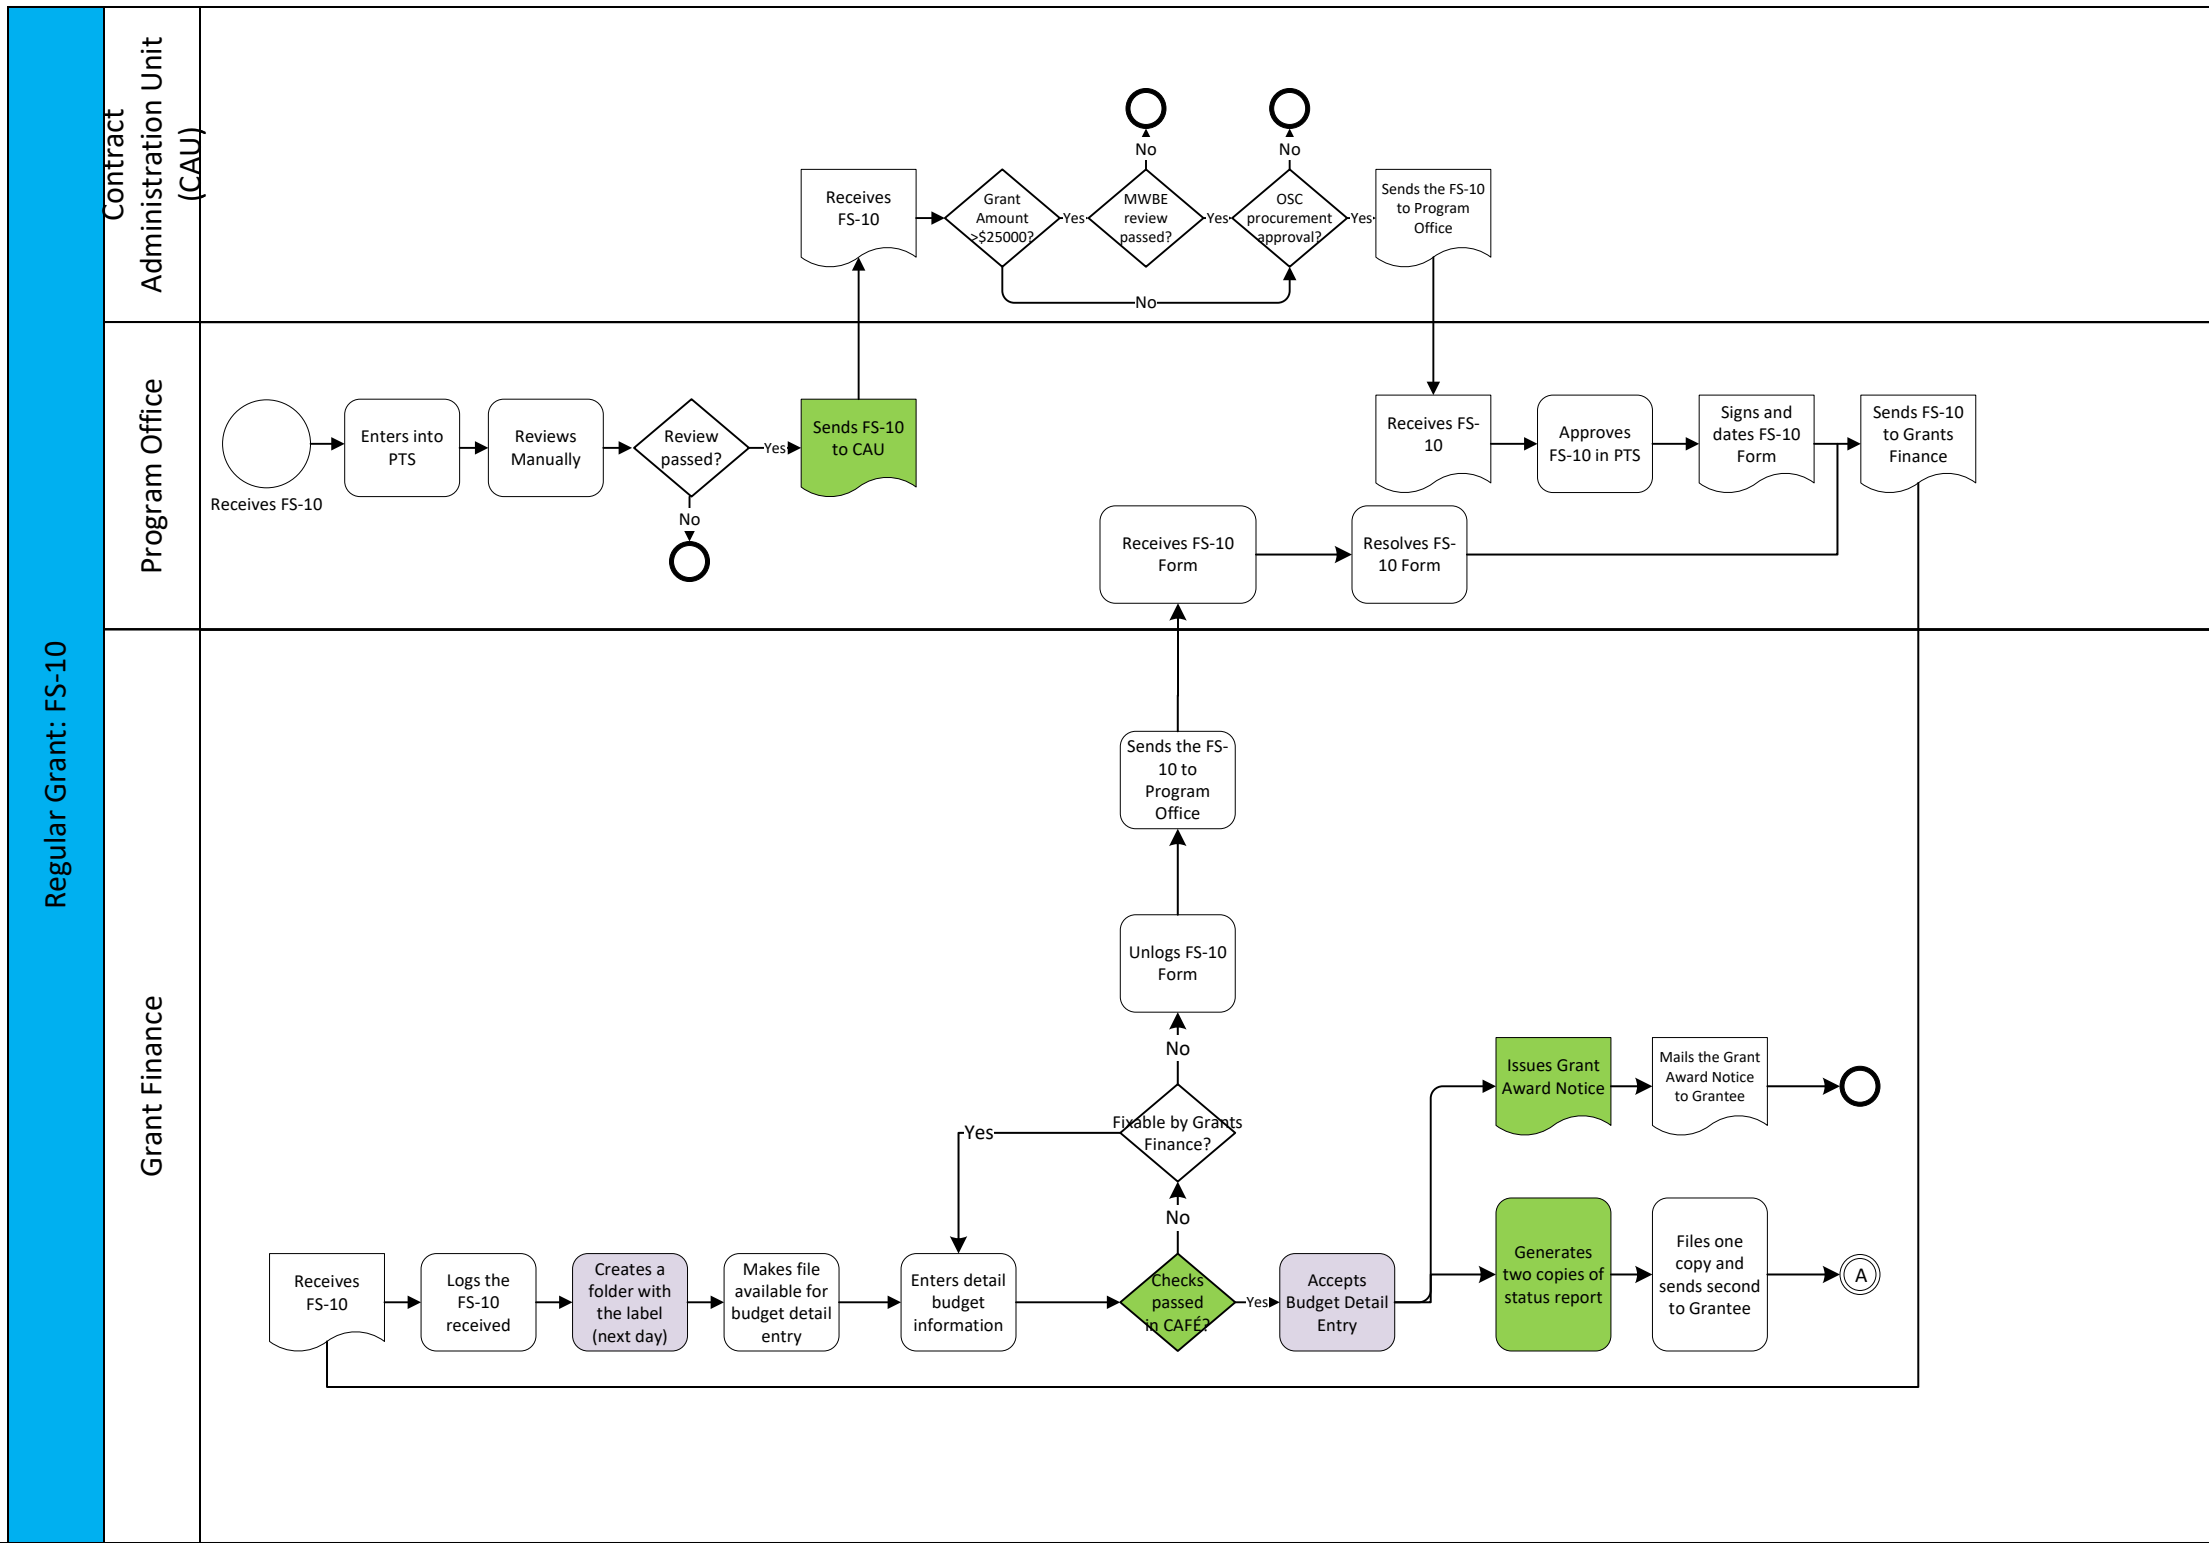 Regular Grant: FS-10
Contract
Administration Unit
(CAU)
Receives
FS-10
Grant
Amount
>$25000?
Yes
No
MWBE
review
passed?
No
Yes
OSC
procurement
approval?
No
Yes
Sends the FS-10
to Program
Office
Program Office
Receives FS-10
Enters into
PTS
Reviews
Manually
Review
passed?
Yes
No
Sends FS-10
to CAU
Receives FS-
10
Approves
FS-10 in PTS
Signs and
dates FS-10
Form
Sends FS-10
to Grants
Finance
Receives FS-10
Form
Resolves FS-
10 Form
Grant Finance
Sends the FS-
10 to
Program
Office
Unlogs FS-10
Form
No
Fixable by Grants
Finance?
Yes
No
Receives
FS-10
Logs the
FS-10
received
Creates a
folder with
the label
(next day)
Makes file
available for
budget detail
entry
Enters detail
budget
information
Checks
passed
in CAFÉ?
Yes
Accepts
Budget Detail
Entry
Issues Grant
Award Notice
Mails the Grant
Award Notice
to Grantee
Generates
two copies of
status report
Files one
copy and
sends second
to Grantee
A